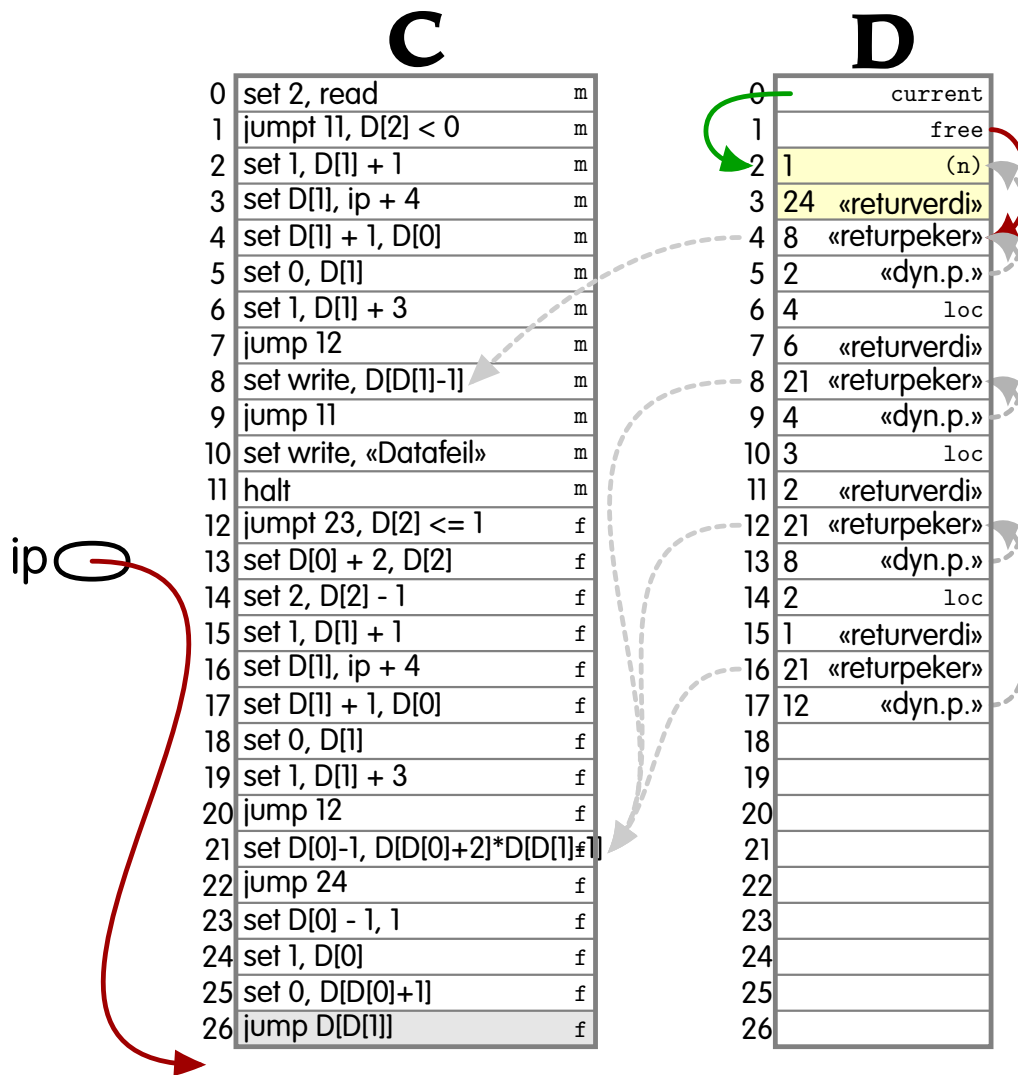 C
0 set 2, read m
1 jumpt 11, D[2] < 0 m
2 set 1, D[1] + 1 m
3 set D[1], ip + 4 m
4 set D[1] + 1, D[0] m
5 set 0, D[1] m
6 set 1, D[1] + 3 m
7 jump 12 m
8 set write, D[D[1]-1] m
9 jump 11 m
10 set write, «Datafeil» m
11 halt m
12 jumpt 23, D[2] <= 1 f
13 set D[0] + 2, D[2] f
14 set 2, D[2] - 1 f
15 set 1, D[1] + 1 f
16 set D[1], ip + 4 f
17 set D[1] + 1, D[0] f
18 set 0, D[1] f
19 set 1, D[1] + 3 f
20 jump 12 f
21 set D[0]-1, D[D[0]+2]*D[D[1]+1] f
22 jump 24 f
23 set D[0] - 1, 1 f
24 set 1, D[0] f
25 set 0, D[D[0]+1] f
26 jump D[D[1]] f
ip
D
0 current
1 free
2 1 (n)
3 24 «returverdi»
4 8 «returpeker»
5 2 «dyn.p.»
6 4 loc
7 6 «returverdi»
8 21 «returpeker»
9 4 «dyn.p.»
10 3 loc
11 2 «returverdi»
12 21 «returpeker»
13 8 «dyn.p.»
14 2 loc
15 1 «returverdi»
16 21 «returpeker»
17 12 «dyn.p.»
18
19
20
21
22
23
24
25
26